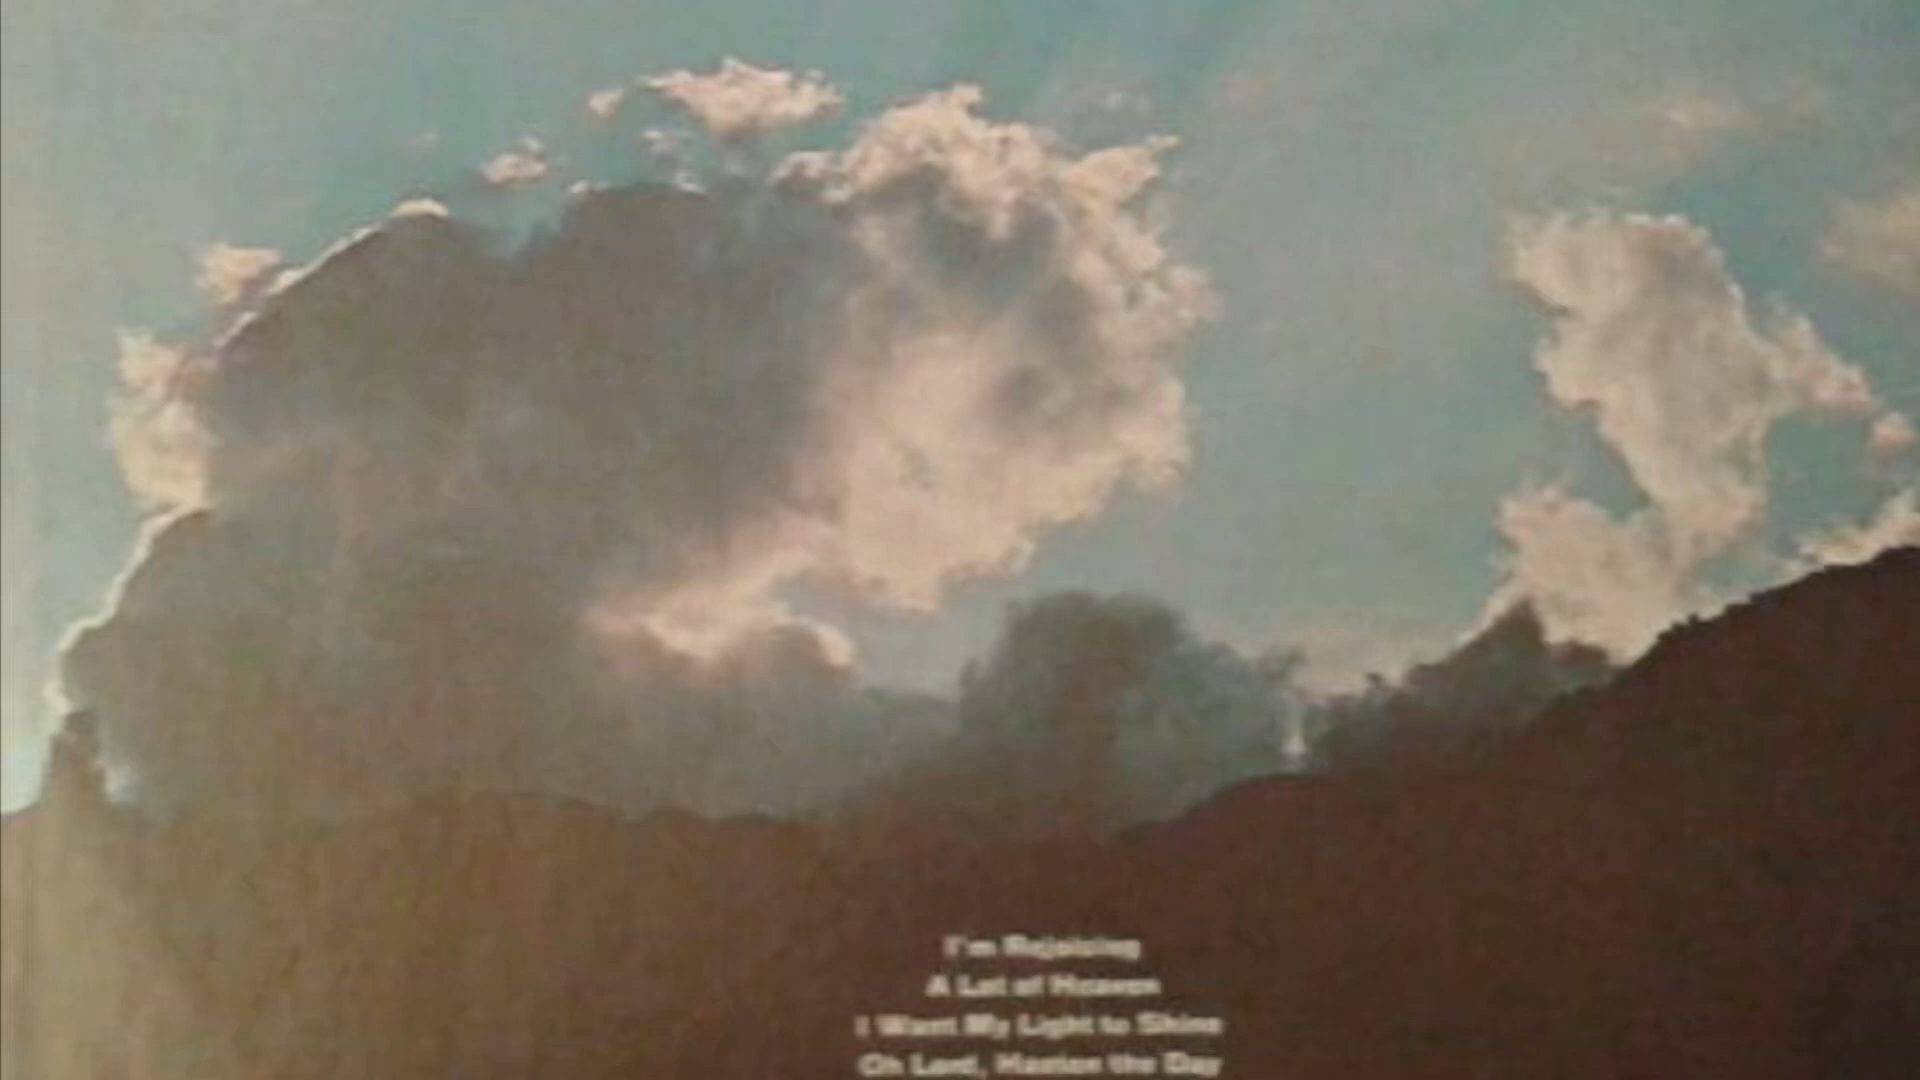 I'm Rejoicing
A Lot of Heaven
I Want My Light to Shine
Oh Lord, Hasten the Day